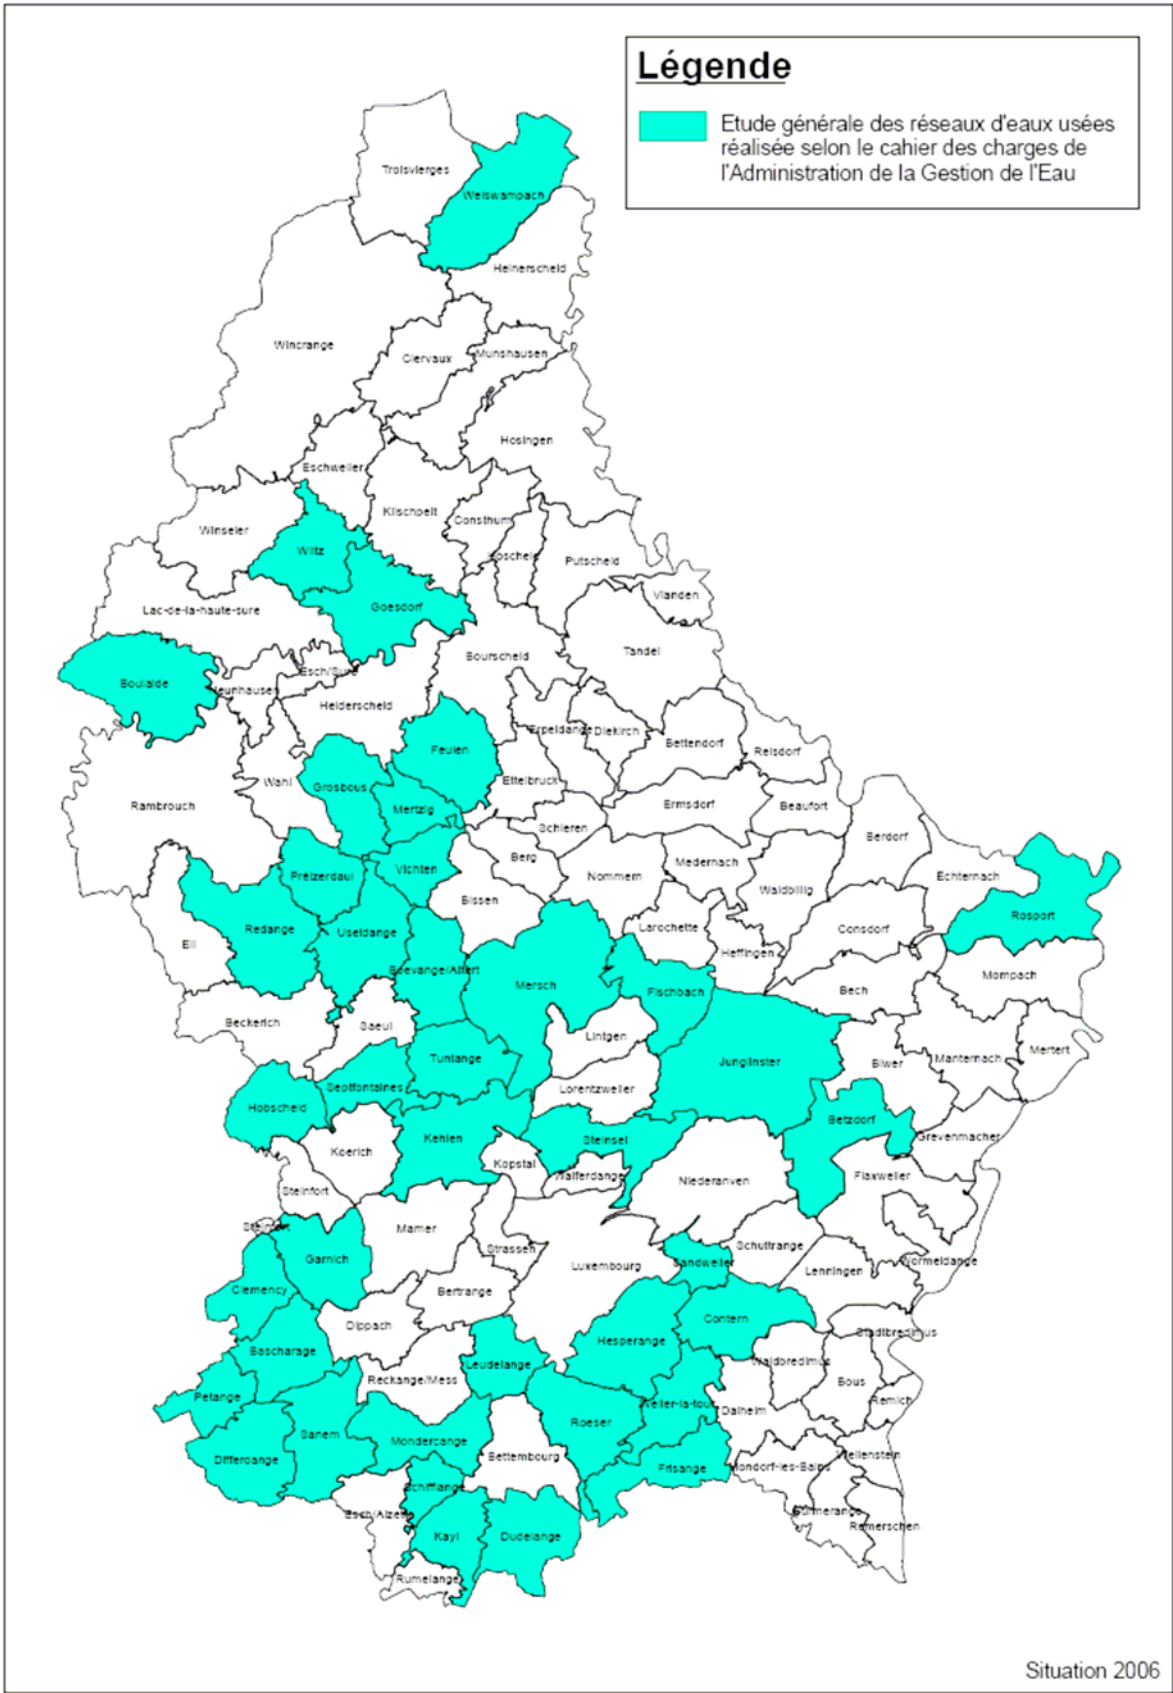 Légende
Etude générale des réseaux d'eaux usées
réalisée selon le cahier des charges de
l'Administration de la Gestion de l'Eau
Troisvierges
Weiswampach
Heinerscheid
Wincrange
Clervaux
Munshausen
Hosingen
Eschweiler
Kiischpelt
Consthum
Winseler
Wiltz
Hoscheid
Putscheid
Vianden
Goesdorf
Lac-de-la-haute-sure
Tandel
Bourscheid
Esch/Sure
Boulaide
Neunhausen
Heiderscheid
Erpeldange
Diekirch
Bettendorf
Reisdorf
Feulen
Ettelbruck
Wahl
Grosbous
Rambrouch
Mertzig
Ermsdorf
Beaufort
Schieren
Berdorf
Berg
Medernach
Préizerdaul
Vichten
Nommern
Waldbillig
Echternach
Bissen
Rosport
Larochette
Consdorf
Redange
Useldange
Ell
Heffingen
Boevange/Attert
Mompach
Mersch
Fischbach
Bech
Beckerich
Saeul
Lintgen
Tuntange
Junglinster
Biwer
Manternach
Mertert
Septfontaines
Lorentzweiler
Hobscheid
Betzdorf
Kehlen
Steinsel
Grevenmacher
Koerich
Kopstal
Walferdange
Niederanven
Flaxweiler
Steinfort
Steinfort
Mamer
Strassen
Schuttrange
Garnich
Luxembourg
Sandweiler
Lenningen
Wormeldange
Clemency
Bertrange
Contern
Dippach
Hesperange
Stadtbredimus
Bascharage
Leudelange
Waldbredimus
Reckange/Mess
Bous
Petange
Weiler-la-tour
Dalheim
Remich
Sanem
Roeser
Mondercange
Bettembourg
Wellenstein
Differdange
Frisange
Mondorf-les-Bains
Schifflange
Esch/Alzette
Burmerange
Remerschen
Kayl
Dudelange
Rumelange
Situation 2006